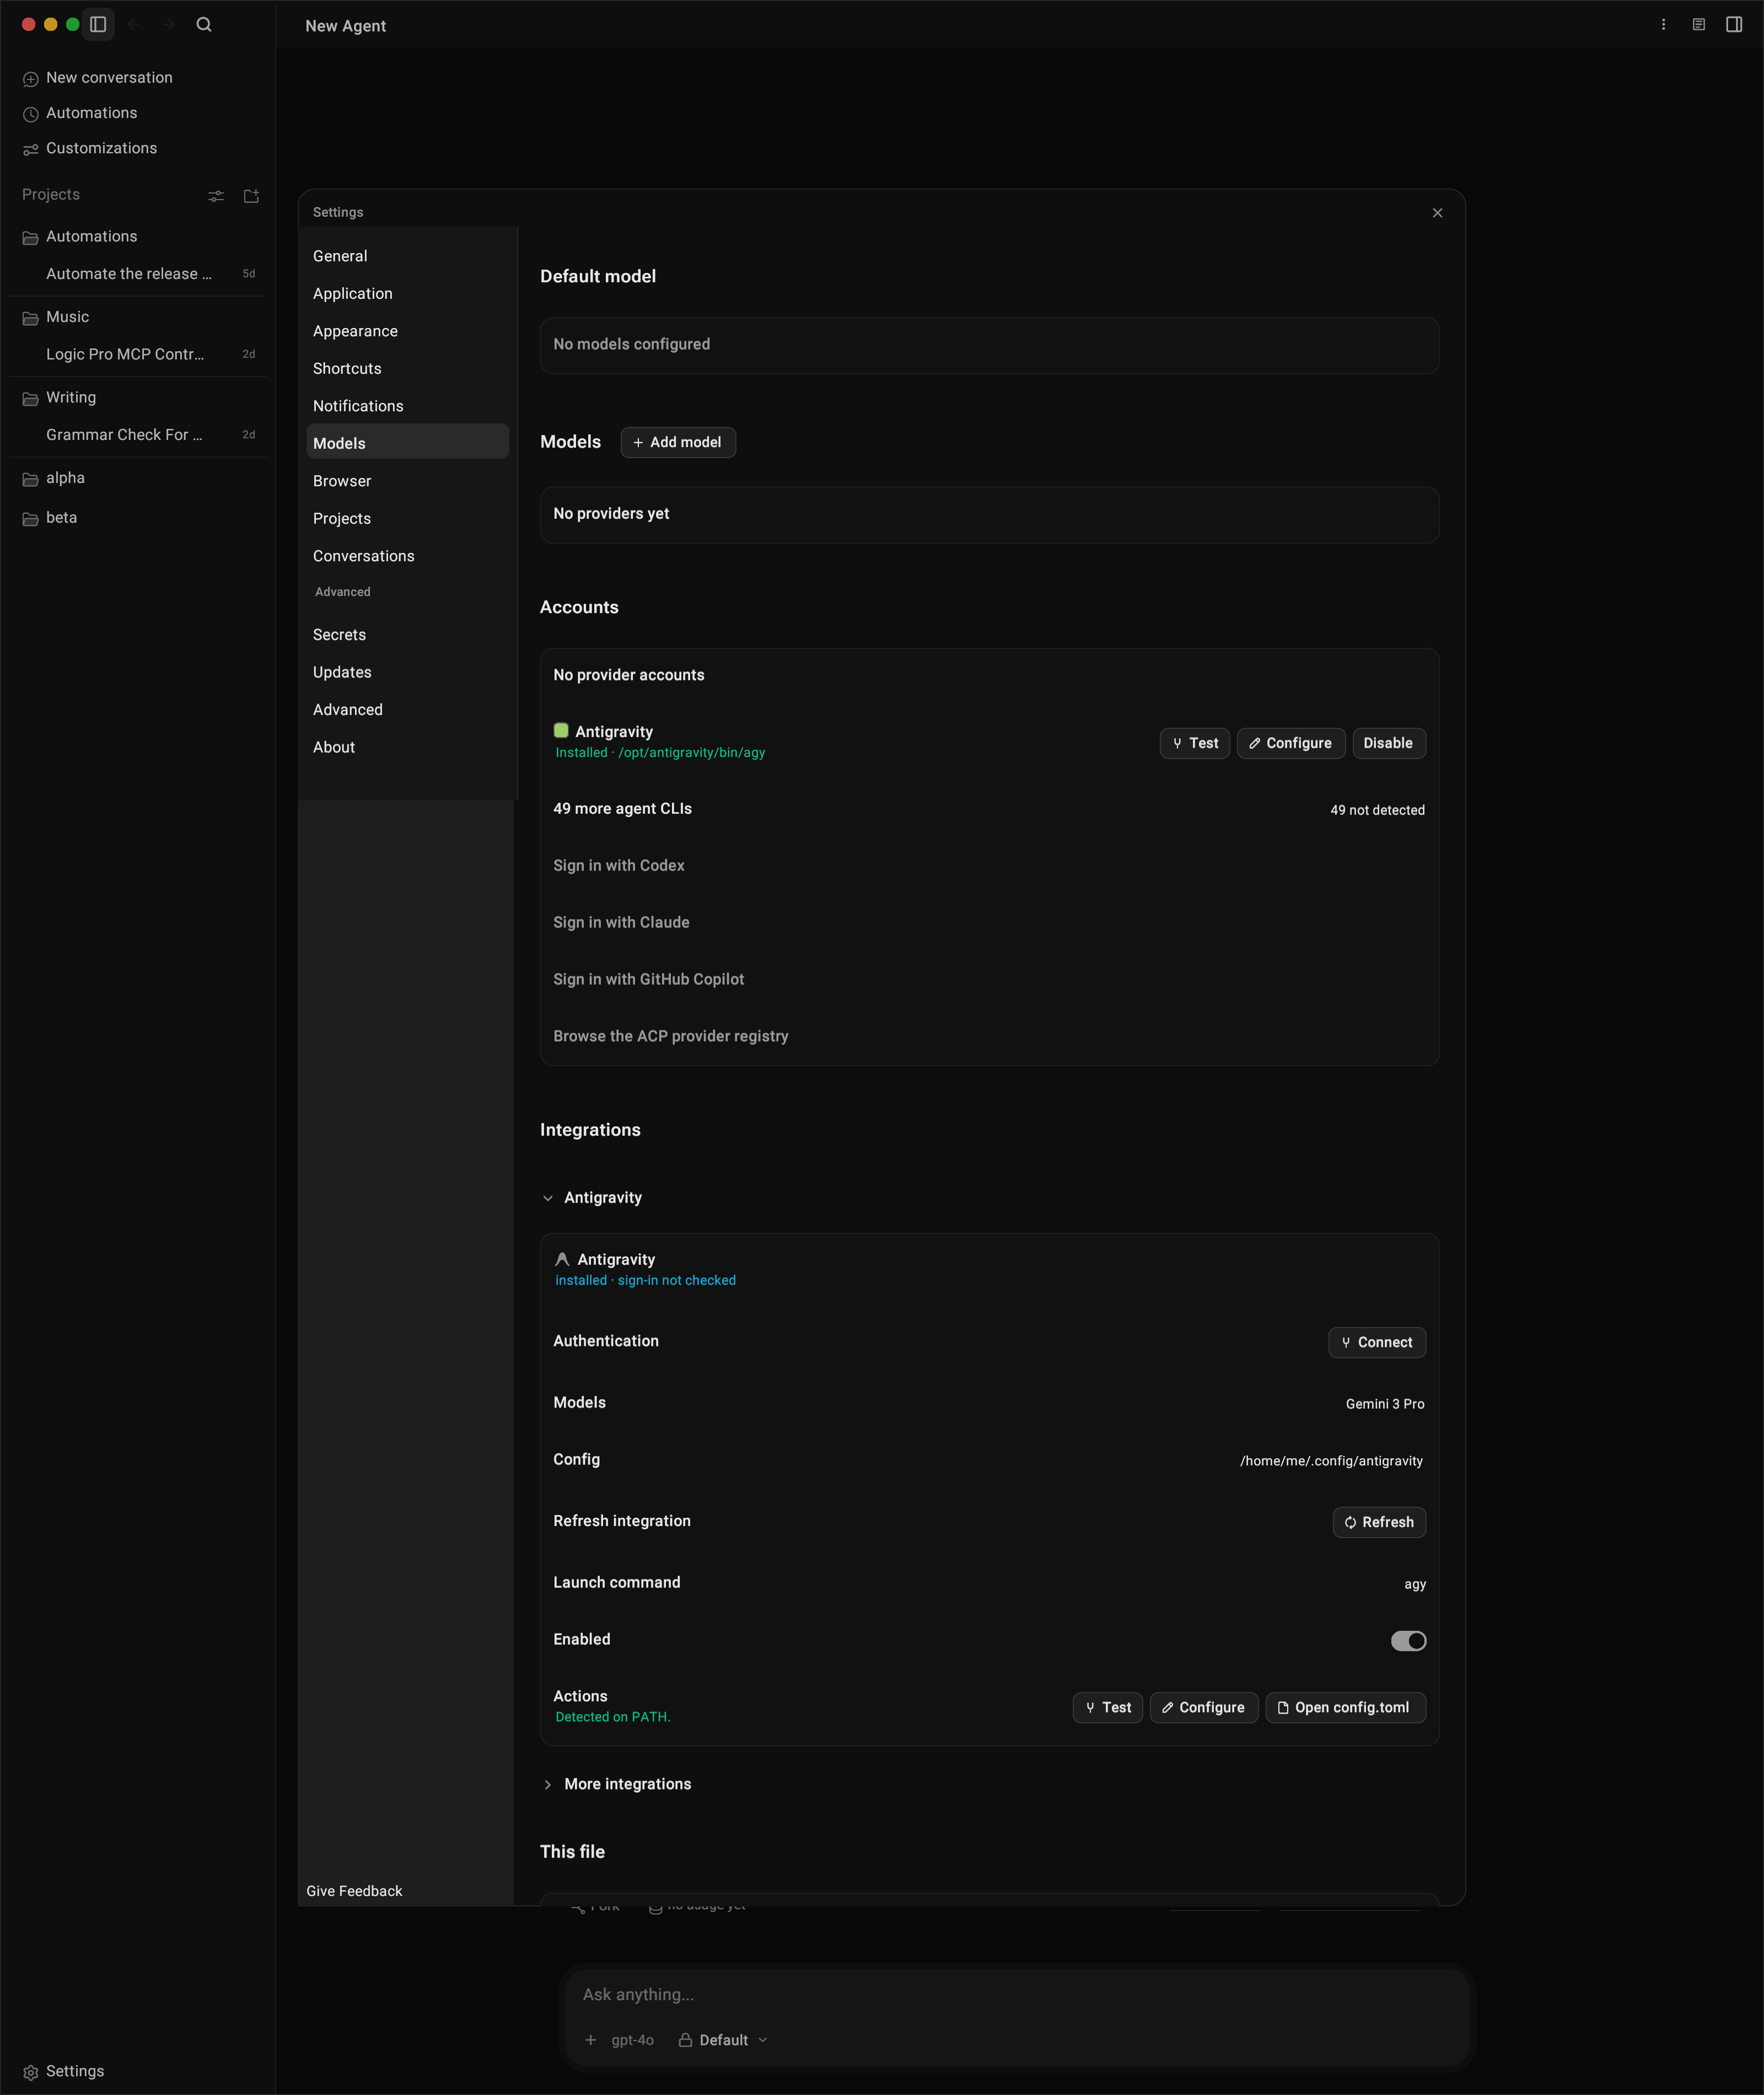 New Agent
New conversation
Automations
Customizations
Projects
Automations
Automate the release ... 5d
Music
Logic Pro MCP Contr... 2d
Writing
Grammar Check For ... 2d
alpha
beta
Settings
Settings
General
Application
Appearance
Shortcuts
Notifications
Models
Browser
Projects
Conversations
Advanced
Secrets
Updates
Advanced
About
Give Feedback
Default model
No models configured
Models + Add model
No providers yet
Accounts
No provider accounts
Antigravity
Installed · /opt/antigravity/bin/agy
Test Configure Disable
49 more agent CLIs 49 not detected
Sign in with Codex
Sign in with Claude
Sign in with GitHub Copilot
Browse the ACP provider registry
Integrations
Antigravity
Antigravity
installed · sign-in not checked
Authentication Connect
Models Gemini 3 Pro
Config /home/me/.config/antigravity
Refresh integration Refresh
Launch command agy
Enabled
Actions
Detected on PATH.
Test Configure Open config.toml
More integrations
This file
Fork no usage yet
Ask anything...
+ gpt-4o Default